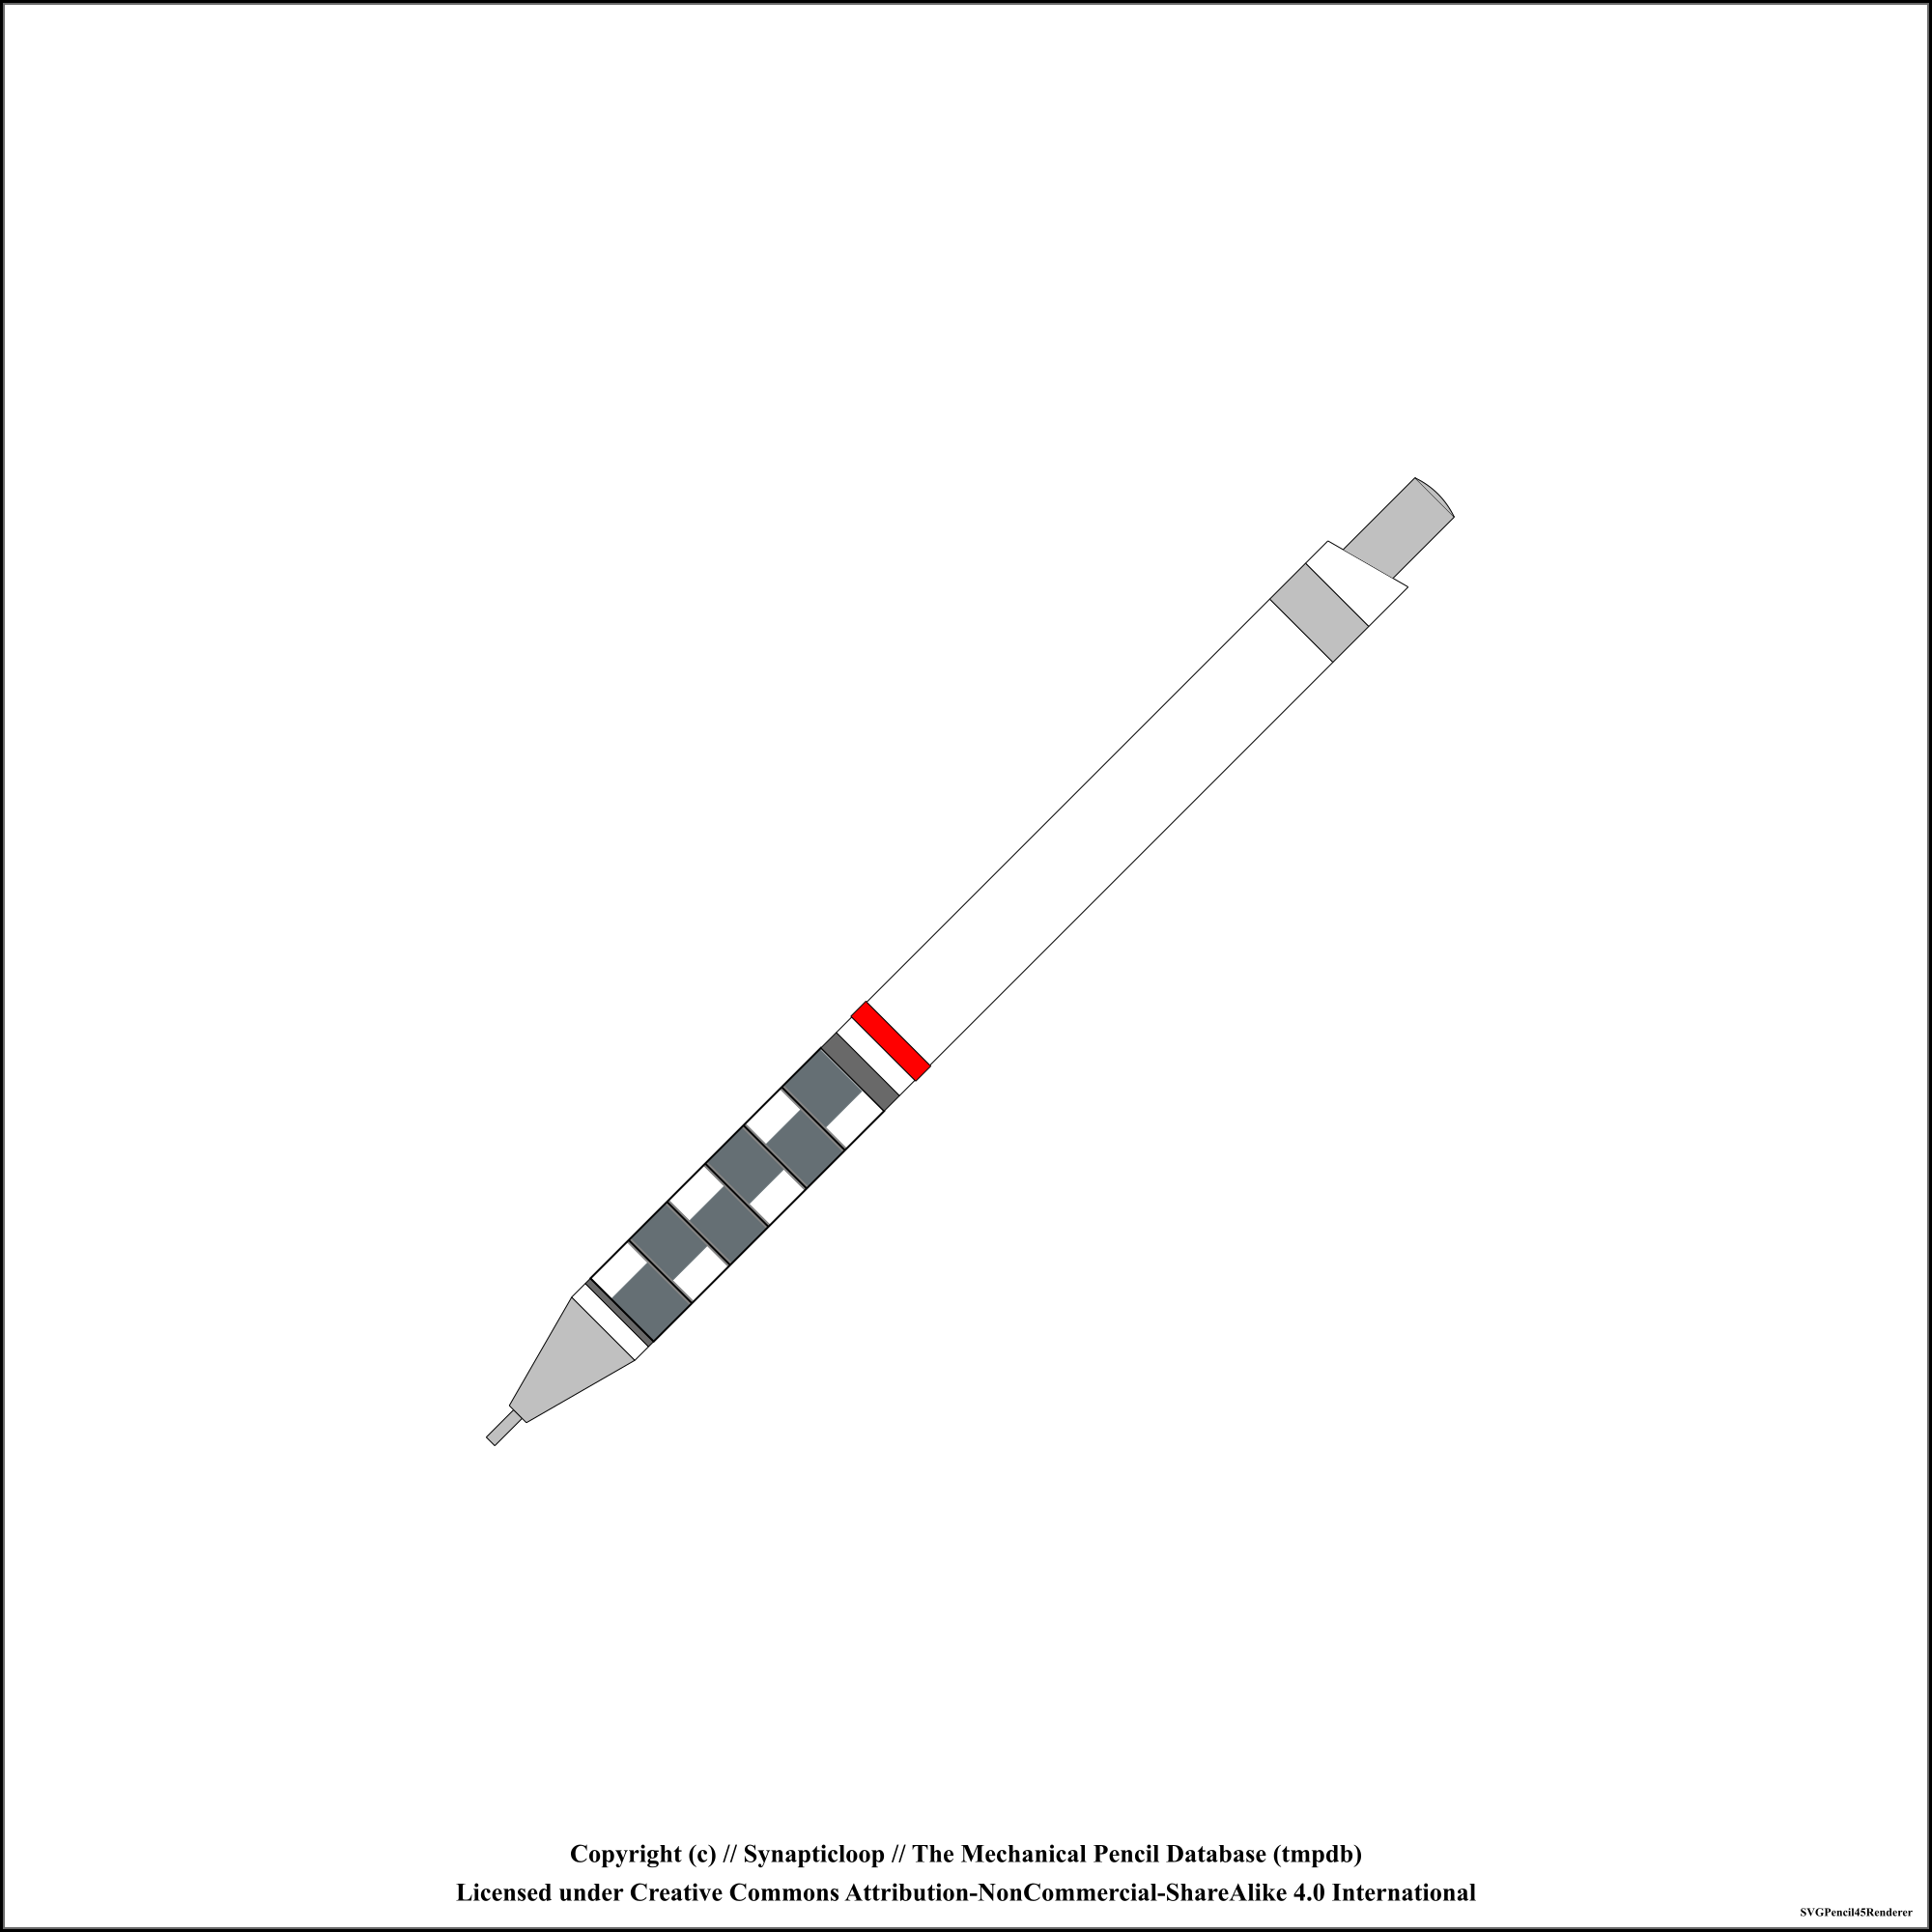 Copyright (c) // Synapticloop // The Mechanical Pencil Database (tmpdb)
Licensed under Creative Commons Attribution-NonCommercial-ShareAlike 4.0 International
SVGPencil45Renderer